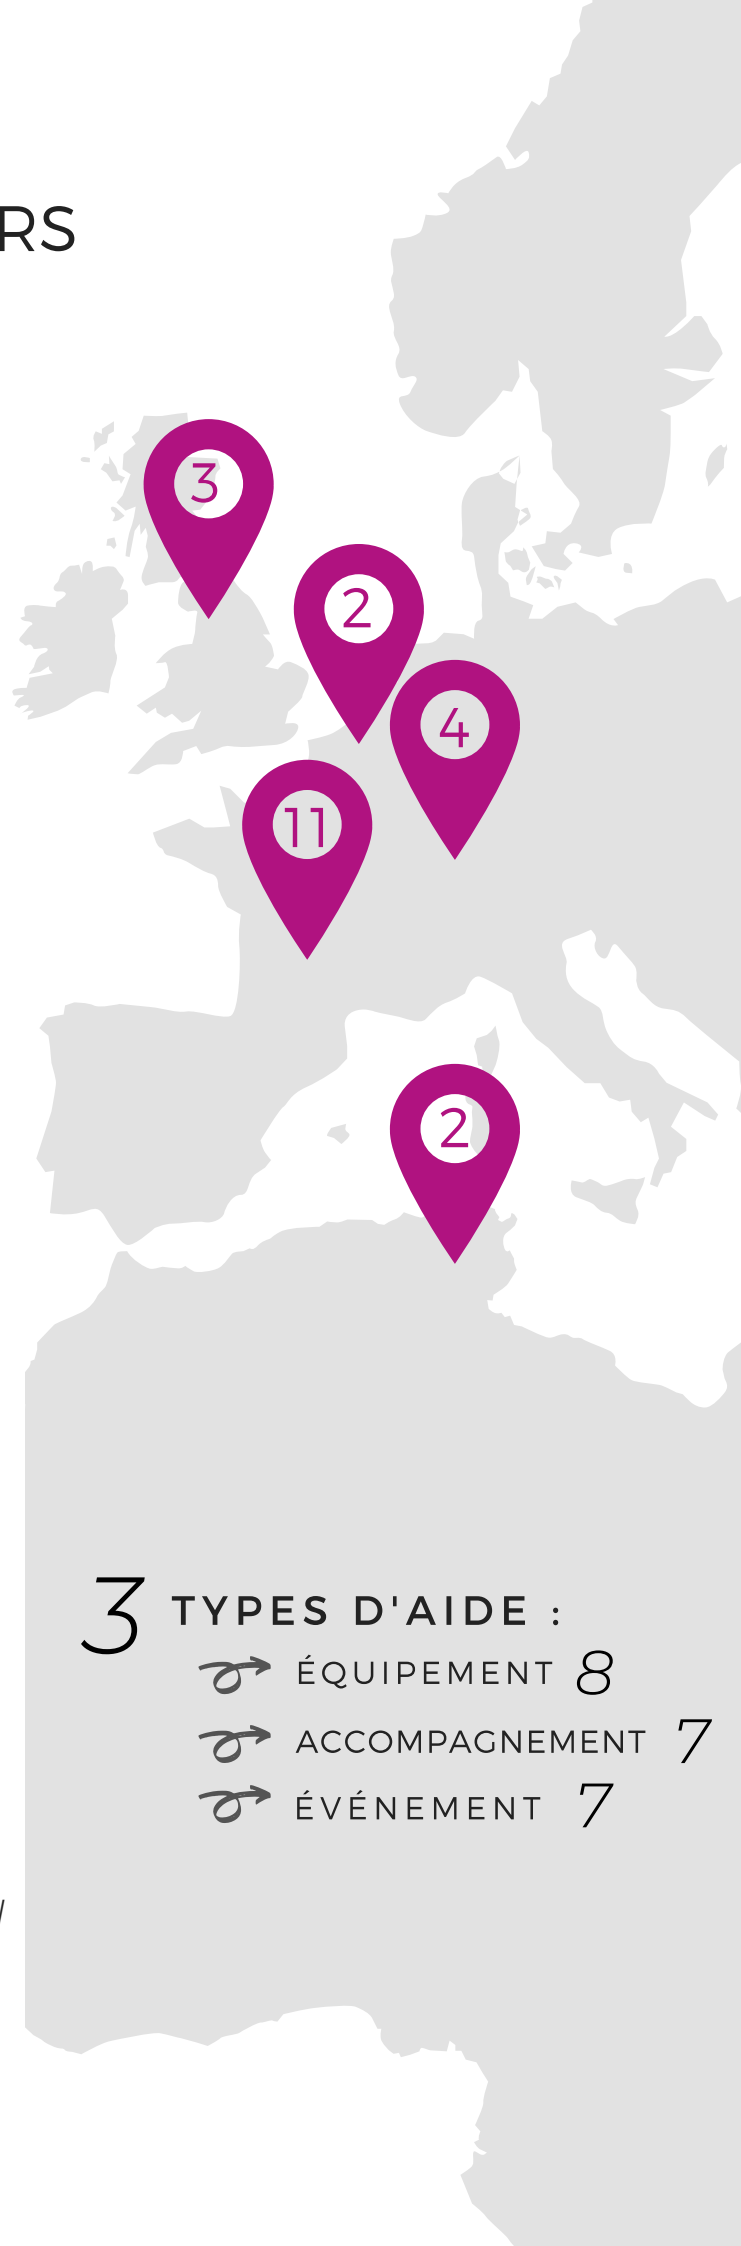 RS
3
2
4
11
2
3 TYPES D'AIDE :
ÉQUIPEMENT 8
ACCOMPAGNEMENT 7
ÉVÉNEMENT 7